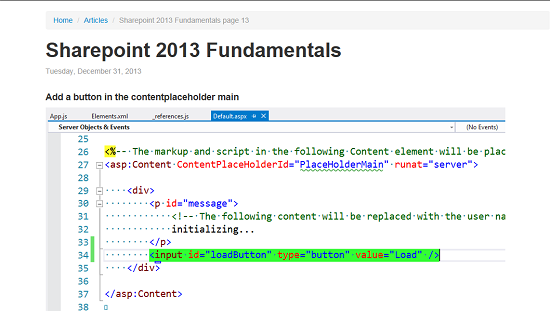 Home / Articles / Sharepoint 2013 Fundamentals page 13
Sharepoint 2013 Fundamentals
Tuesday, December 31, 2013
Add a button in the contentplaceholder main
App.js Elements.xml _references.js Default.aspx
Server Objects & Events (No Events)
25
26 <%-- The markup and script in the following Content element will be plac
27 <asp:Content ContentPlaceHolderId="PlaceHolderMain" runat="server">
28
29 <div>
30 <p id="message">
31 <!-- The following content will be replaced with the user na
32 initializing...
33 </p>
34 <input id="loadButton" type="button" value="Load" />
35 </div>
36
37 </asp:Content>
38